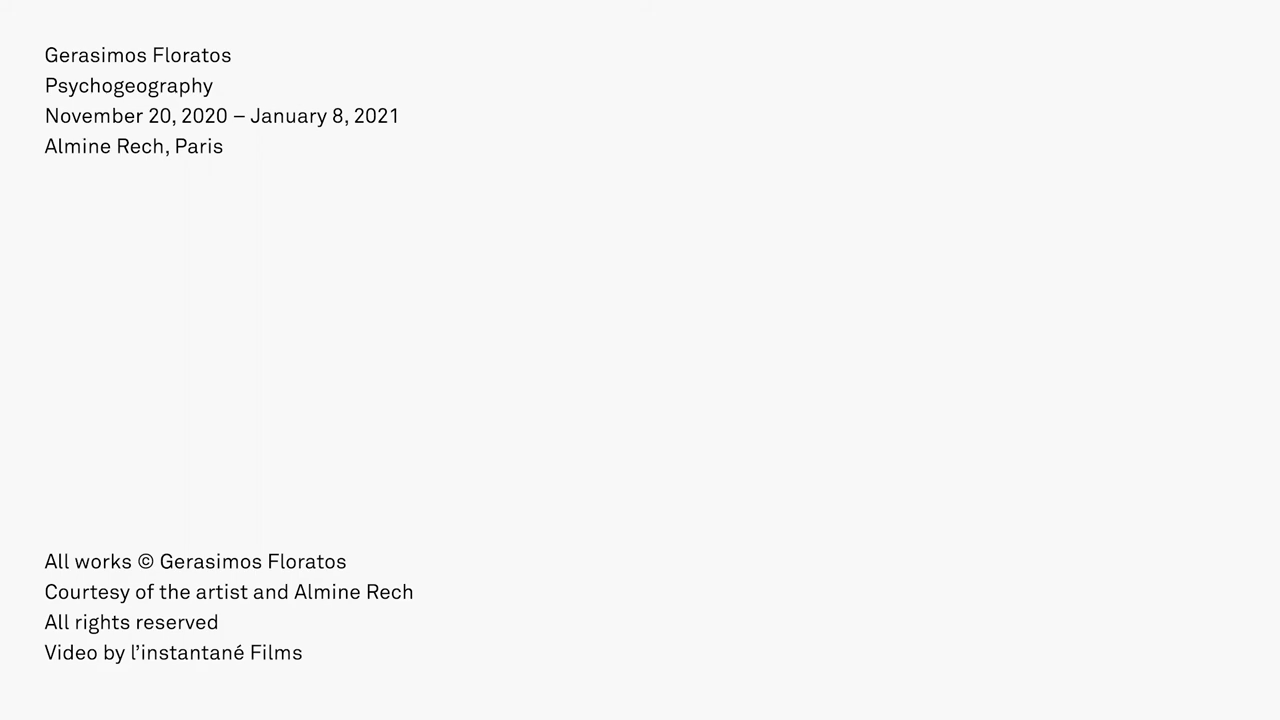 Gerasimos Floratos
Psychogeography
November 20, 2020 – January 8, 2021
Almine Rech, Paris
All works © Gerasimos Floratos
Courtesy of the artist and Almine Rech
All rights reserved
Video by l’instantané Films